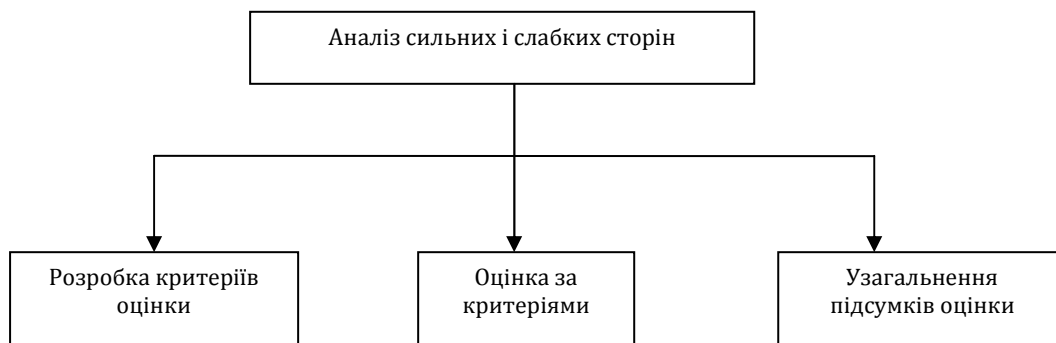 Аналіз сильних і слабких сторін
Розробка критеріїв
оцінки
Оцінка за
критеріями
Узагальнення
підсумків оцінки